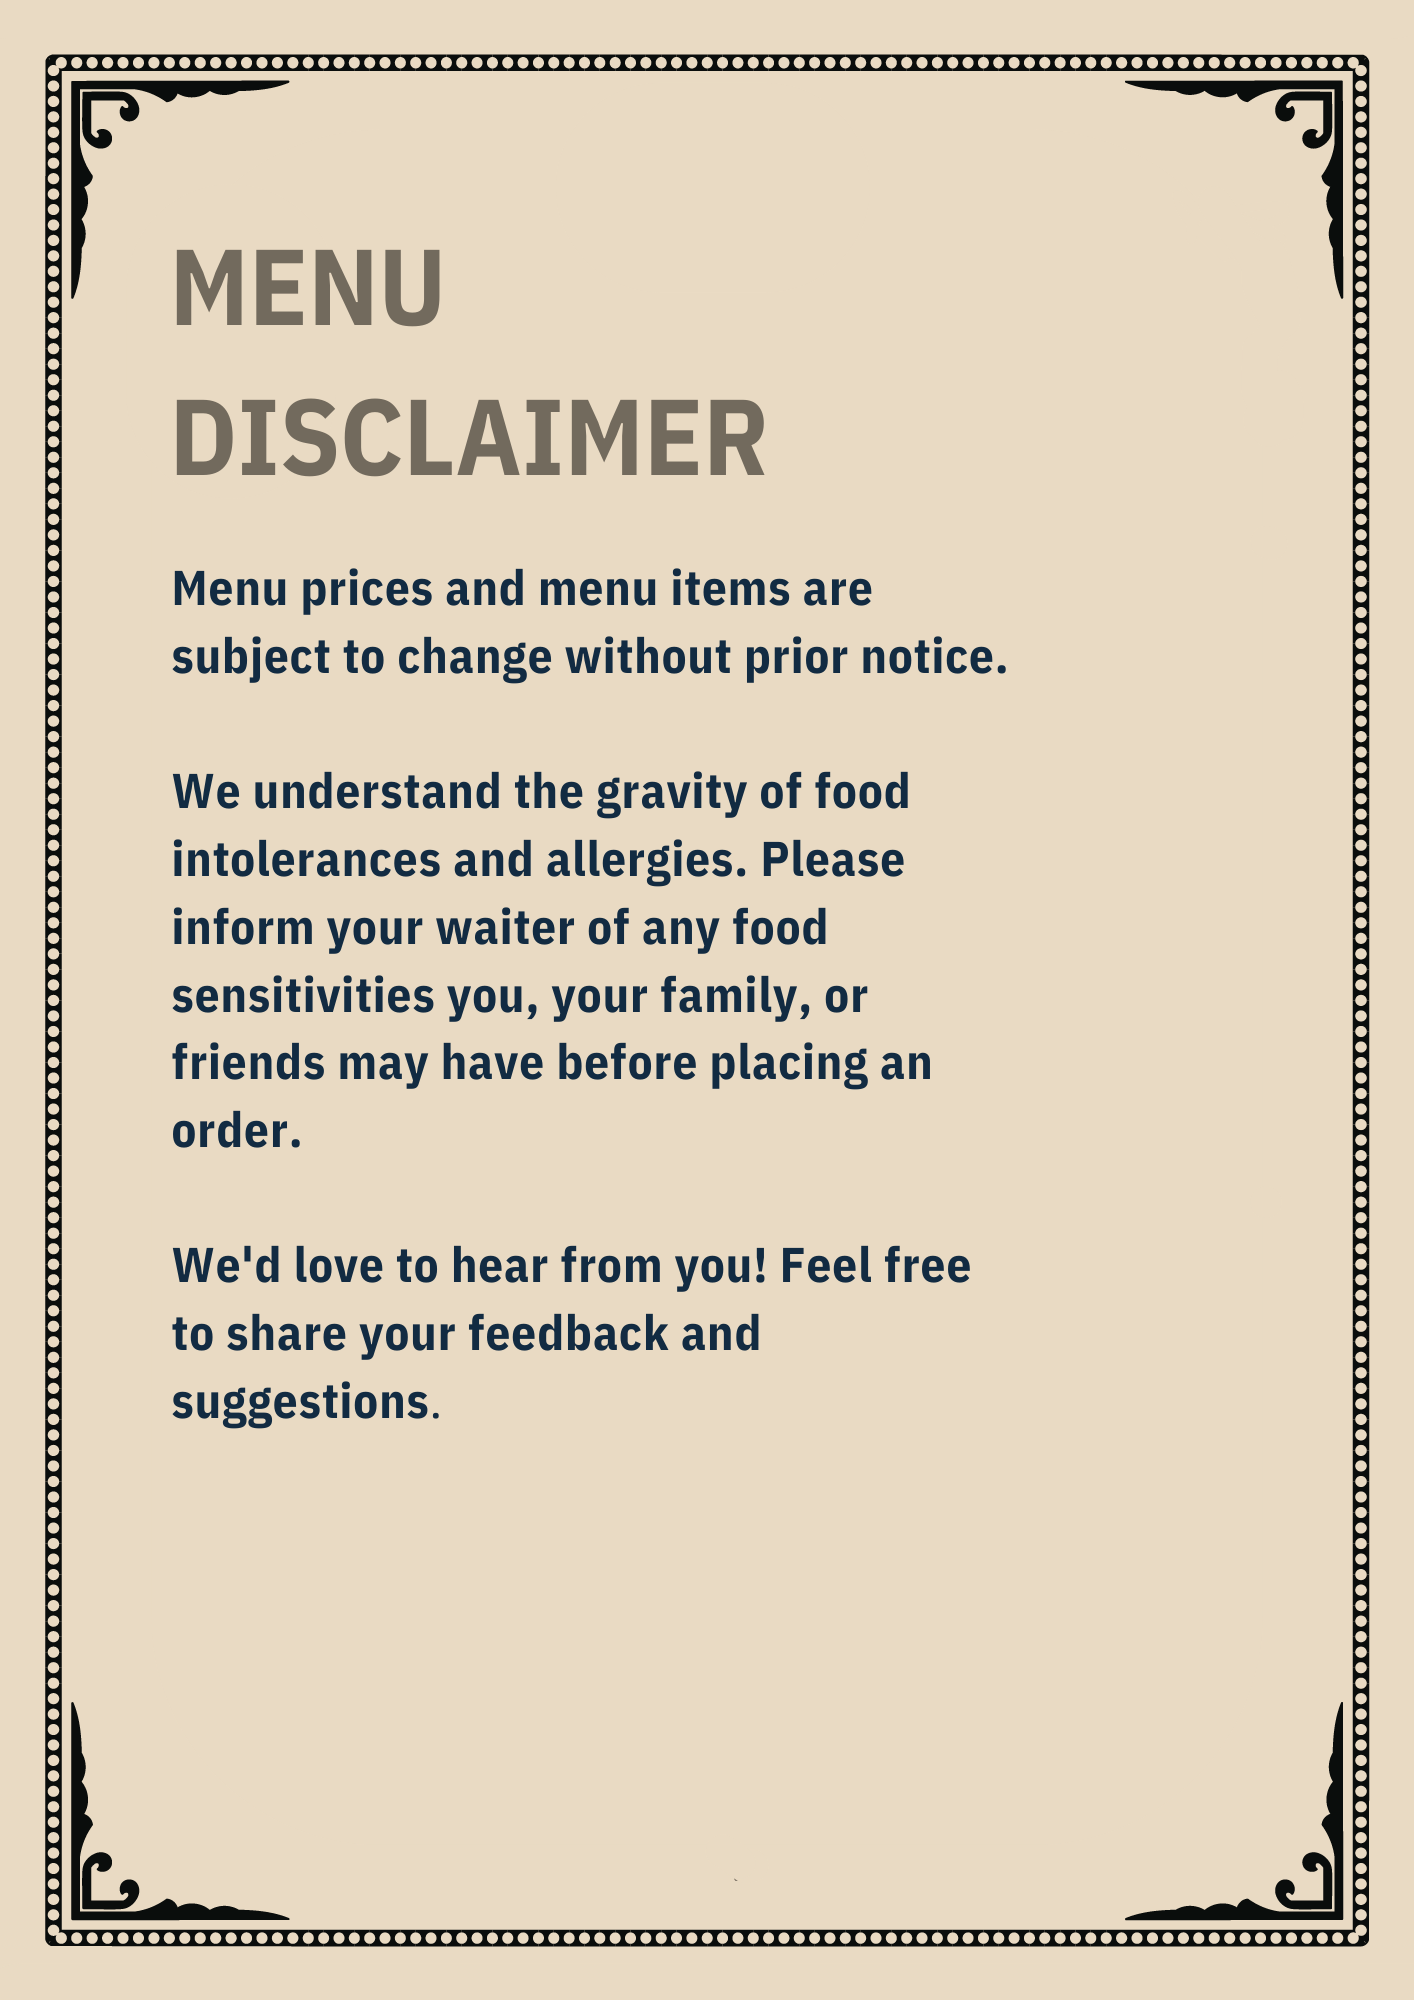 MENU
DISCLAIMER
Menu prices and menu items are
subject to change without prior notice.
We understand the gravity of food
intolerances and allergies. Please
inform your waiter of any food
sensitivities you, your family, or
friends may have before placing an
order.
We'd love to hear from you! Feel free
to share your feedback and
suggestions.